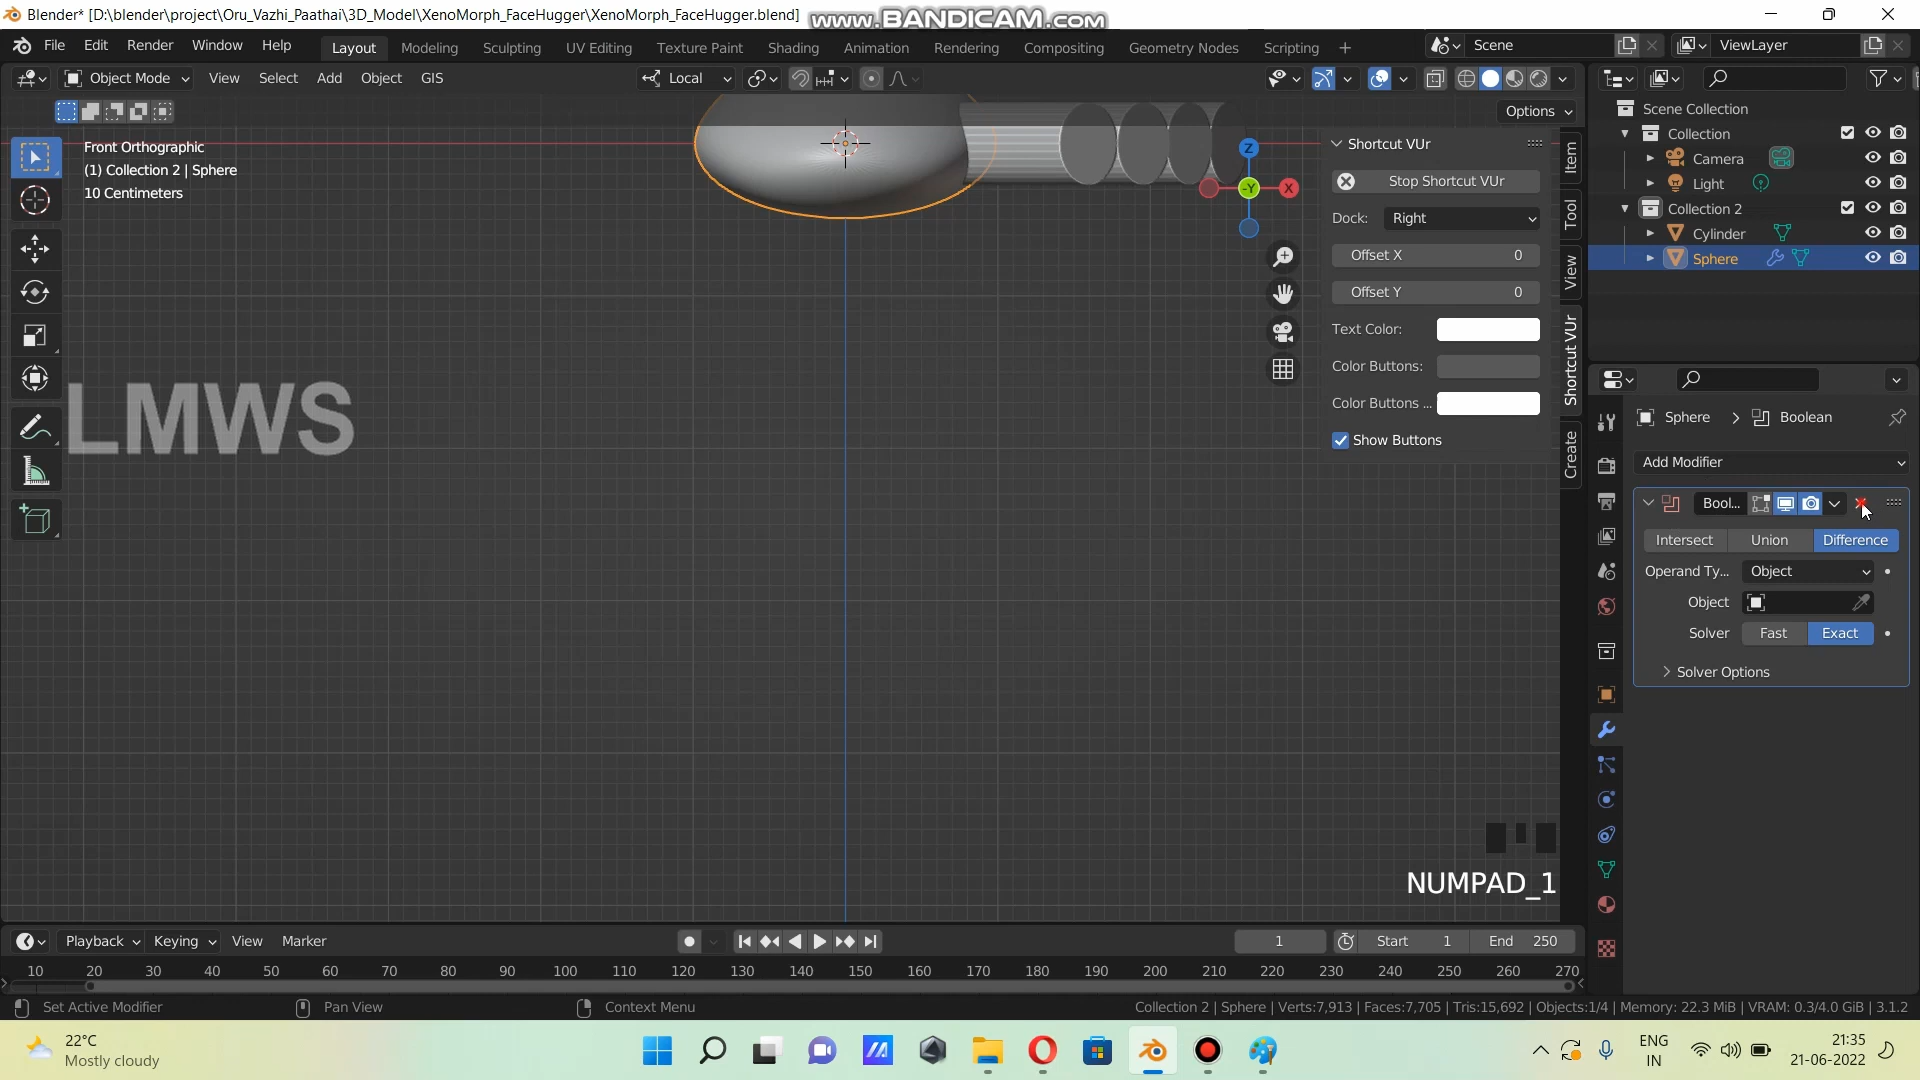 Blender* [D:\blender\project\Oru_Vazhi_Paathai\3D_Model\XenoMorph_FaceHugger\XenoMorph_FaceHugger.blend]
www.BANDICAM.com
File Edit Render Window Help
Layout Modeling Sculpting UV Editing Texture Paint Shading Animation Rendering Compositing Geometry Nodes Scripting +
Scene
ViewLayer
Object Mode View Select Add Object GIS
Local
Options
Front Orthographic
(1) Collection 2 | Sphere
10 Centimeters
Z
-Y
X
Shortcut VUr
Stop Shortcut VUr
Dock: Right
Offset X 0
Offset Y 0
Text Color:
Color Buttons:
Color Buttons ...
Show Buttons
Item
Tool
View
Shortcut VUr
Create
LMWS
NUMPAD_1
Scene Collection
Collection
Camera
Light
Collection 2
Cylinder
Sphere
Sphere > Boolean
Add Modifier
Bool...
Intersect Union Difference
Operand Ty... Object
Object
Solver Fast Exact
Solver Options
Playback Keying View Marker
1
Start 1 End 250
10 20 30 40 50 60 70 80 90 100 110 120 130 140 150 160 170 180 190 200 210 220 230 240 250 260 270
Set Active Modifier Pan View Context Menu
Collection 2 | Sphere | Verts:7,913 | Faces:7,705 | Tris:15,692 | Objects:1/4 | Memory: 22.3 MiB | VRAM: 0.3/4.0 GiB | 3.1.2
22°C
Mostly cloudy
ENG
IN
21:35
21-06-2022